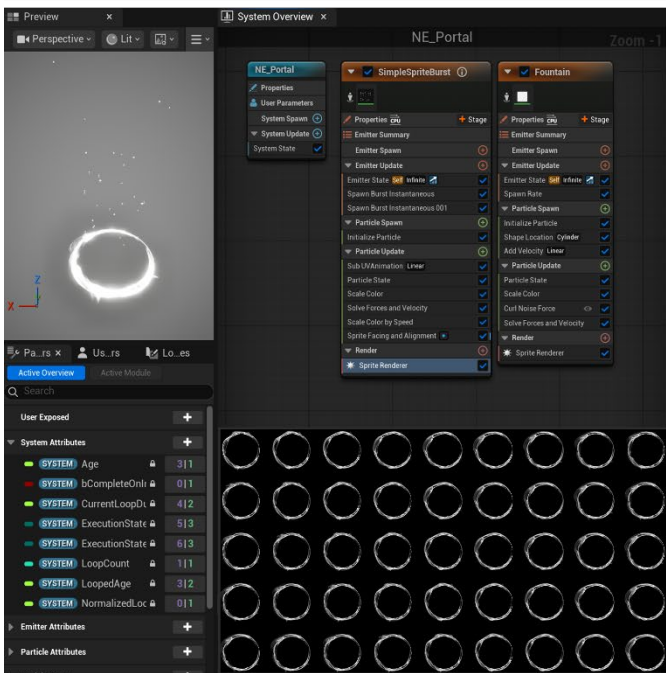 Preview ×
System Overview ×
Perspective
Lit
NE_Portal
Zoom -1
NE_Portal
Properties
User Parameters
System Spawn
System Update
System State
SimpleSpriteBurst
Properties CPU
Stage
Emitter Summary
Emitter Spawn
Emitter Update
Emitter State Self Infinite
Spawn Burst Instantaneous
Spawn Burst Instantaneous 001
Particle Spawn
Initialize Particle
Particle Update
Sub UVAnimation Linear
Particle State
Scale Color
Solve Forces and Velocity
Scale Color by Speed
Sprite Facing and Alignment
Render
Sprite Renderer
Fountain
Properties CPU
Stage
Emitter Summary
Emitter Spawn
Emitter Update
Emitter State Self Infinite
Spawn Rate
Particle Spawn
Initialize Particle
Shape Location Cylinder
Add Velocity Linear
Particle Update
Particle State
Scale Color
Curl Noise Force
Solve Forces and Velocity
Render
Sprite Renderer
Z
X
Pa...rs ×
Us...rs
Lo...es
Active Overview
Active Module
Search
User Exposed
System Attributes
SYSTEM Age 3|1
SYSTEM bCompleteOnIn 0|1
SYSTEM CurrentLoopDu 4|2
SYSTEM ExecutionState 5|3
SYSTEM ExecutionState 6|3
SYSTEM LoopCount 1|1
SYSTEM LoopedAge 3|2
SYSTEM NormalizedLoc 0|1
Emitter Attributes
Particle Attributes